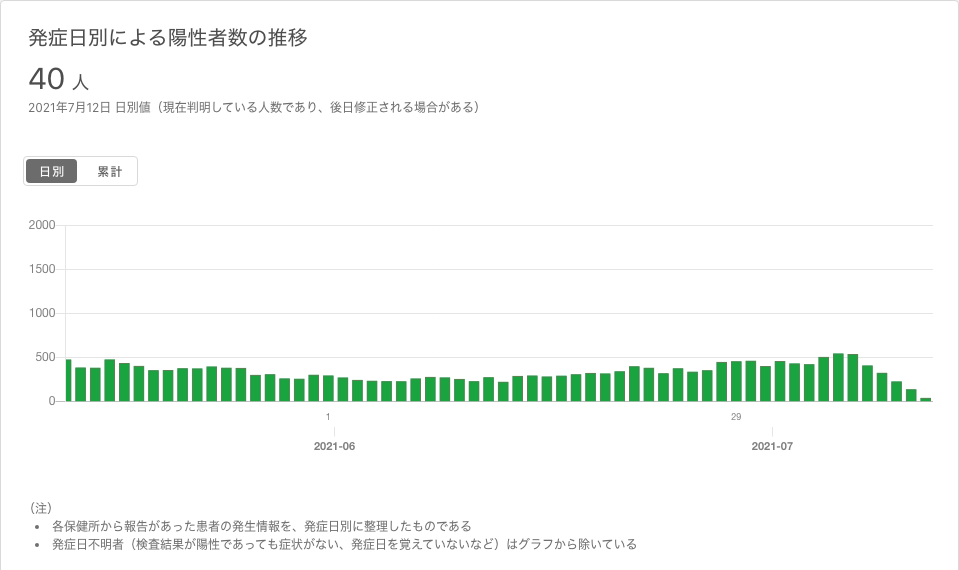 発症日別による陽性者数の推移
40 人
2021年7月12日 日別値（現在判明している人数であり、後日修正される場合がある）
日別 累計
2000
1500
1000
500
0
1 29
2021-06 2021-07
（注）
• 各保健所から報告があった患者の発生情報を、発症日別に整理したものである
• 発症日不明者（検査結果が陽性であっても症状がない、発症日を覚えていないなど）はグラフから除いている